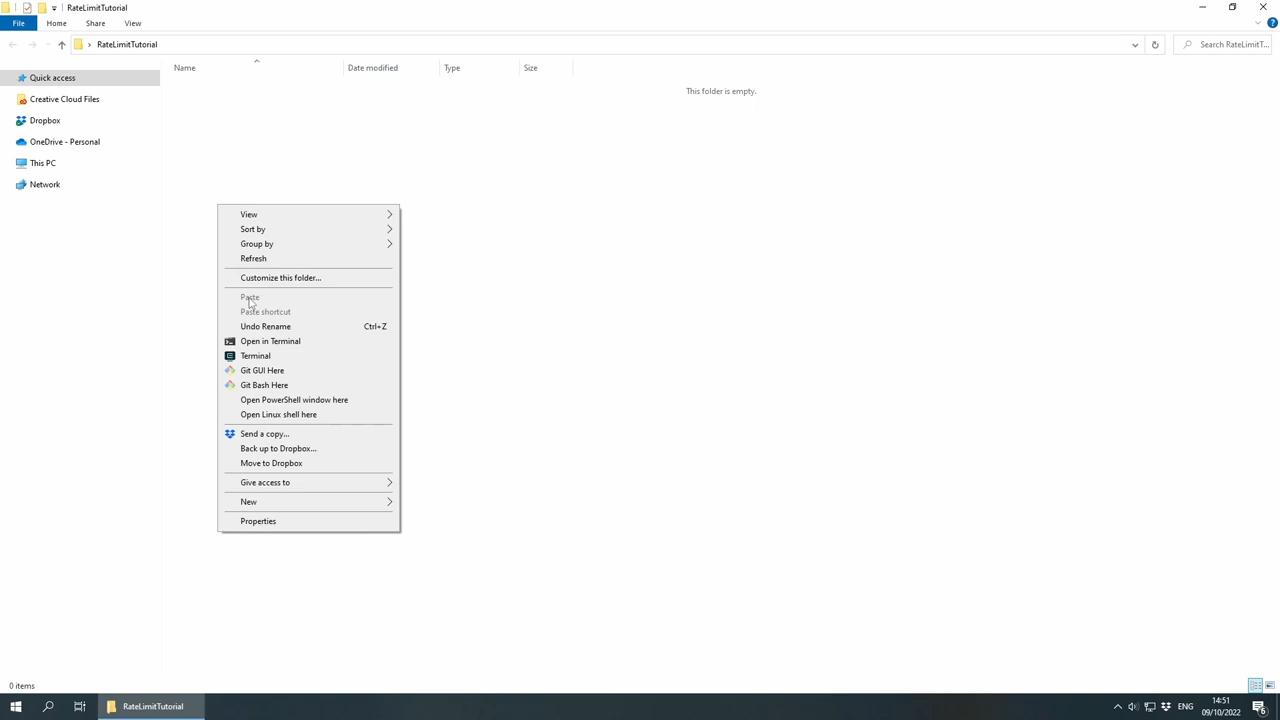 RateLimitTutorial
File Home Share View
RateLimitTutorial
Search RateLimitT...
Name Date modified Type Size
This folder is empty.
Quick access
Creative Cloud Files
Dropbox
OneDrive - Personal
This PC
Network
View
Sort by
Group by
Refresh
Customize this folder...
Paste
Paste shortcut
Undo Rename Ctrl+Z
Open in Terminal
Terminal
Git GUI Here
Git Bash Here
Open PowerShell window here
Open Linux shell here
Send a copy...
Back up to Dropbox...
Move to Dropbox
Give access to
New
Properties
0 items
RateLimitTutorial
ENG
14:51
09/10/2022
6